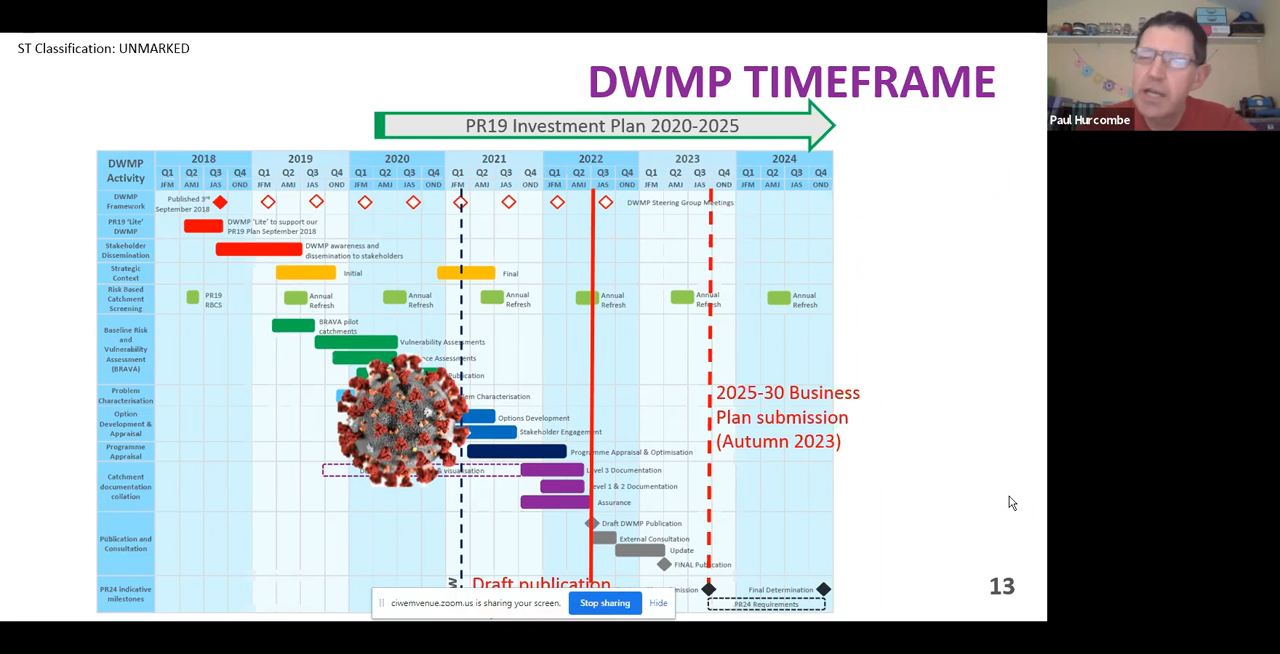 ST Classification: UNMARKED
DWMP TIMEFRAME
Paul Hurcombe
PR19 Investment Plan 2020-2025
DWMP Activity
2018 2019 2020 2021 2022 2023 2024
Q1 Q2 Q3 Q4 Q1 Q2 Q3 Q4 Q1 Q2 Q3 Q4 Q1 Q2 Q3 Q4 Q1 Q2 Q3 Q4 Q1 Q2 Q3 Q4 Q1 Q2 Q3 Q4
JFM AMJ JAS OND JFM AMJ JAS OND JFM AMJ JAS OND JFM AMJ JAS OND JFM AMJ JAS OND JFM AMJ JAS OND JFM AMJ JAS OND
DWMP
Framework
Published 3rd
September 2018
DWMP Steering Group Meetings
PR19 'Lite'
DWMP
DWMP 'Lite' to support our
PR19 Plan September 2018
Stakeholder
Dissemination
DWMP awareness and
dissemination to stakeholders
Strategic
Context
Initial
Final
Risk Based
Catchment
Screening
PR19
RBCS
Annual
Refresh
Annual
Refresh
Annual
Refresh
Annual
Refresh
Annual
Refresh
Annual
Refresh
Baseline Risk
and
Vulnerability
Assessment
(BRAVA)
BRAVA pilot
catchments
Vulnerability Assessments
ce Assessments
Publication
Problem
Characterisation
em Characterisation
Option
Development &
Appraisal
Options Development
Stakeholder Engagement
Programme
Appraisal
Programme Appraisal & Optimisation
Catchment
documentation
collation
& visualisation
Level 3 Documentation
Level 1 & 2 Documentation
Assurance
2025-30 Business
Plan submission
(Autumn 2023)
Publication and
Consultation
Draft DWMP Publication
External Consultation
Update
FINAL Publication
PR24 indicative
milestones
Draft publication
mission
Final Determination
PR24 Requirements
13
ciwemvenue.zoom.us is sharing your screen.
Stop sharing
Hide